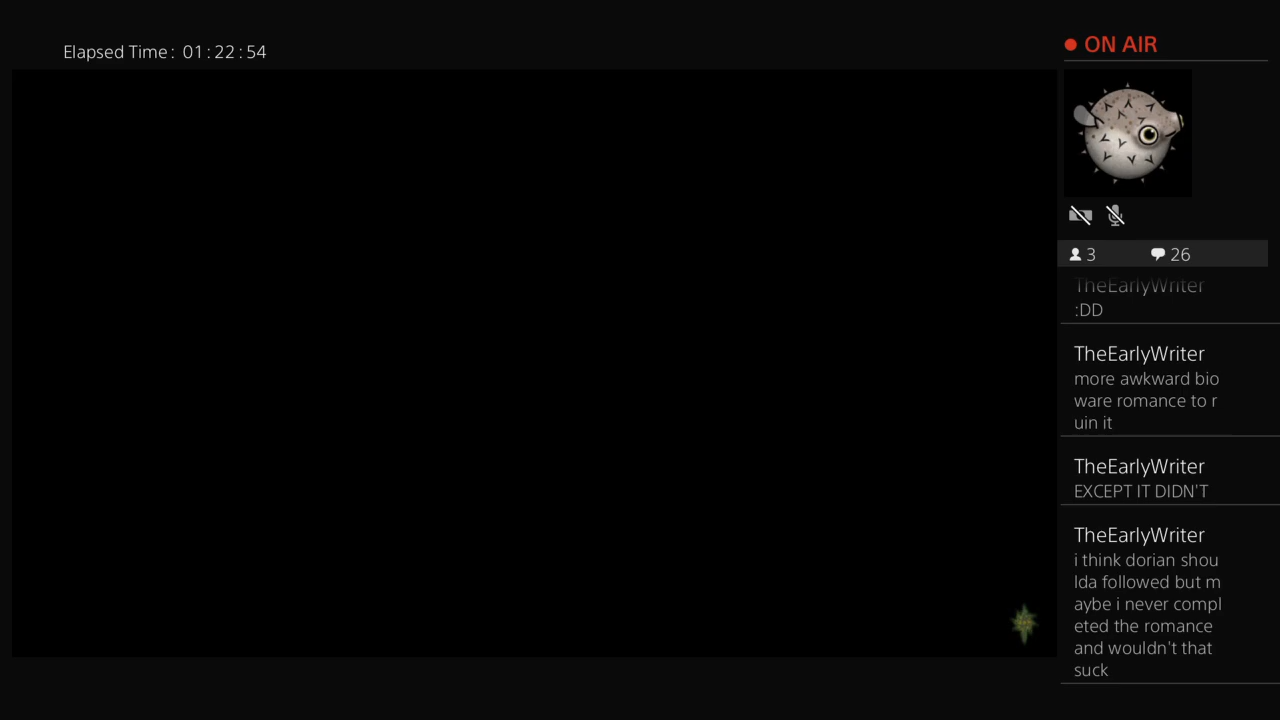 Elapsed Time: 01:22:54
ON AIR
3 26
TheEarlyWriter
:DD
TheEarlyWriter
more awkward bio
ware romance to r
uin it
TheEarlyWriter
EXCEPT IT DIDN'T
TheEarlyWriter
i think dorian shou
lda followed but m
aybe i never compl
eted the romance
and wouldn't that
suck